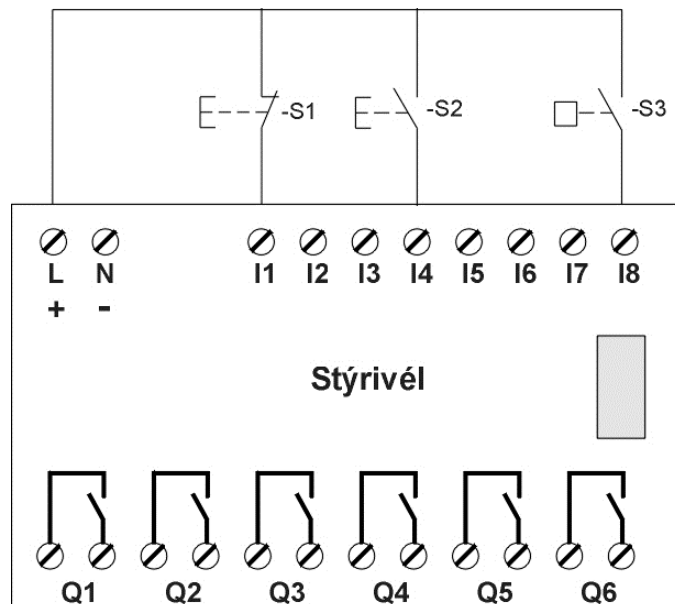 -S1 -S2 -S3
L N I1 I2 I3 I4 I5 I6 I7 I8
+ -
Stýrivél
Q1 Q2 Q3 Q4 Q5 Q6